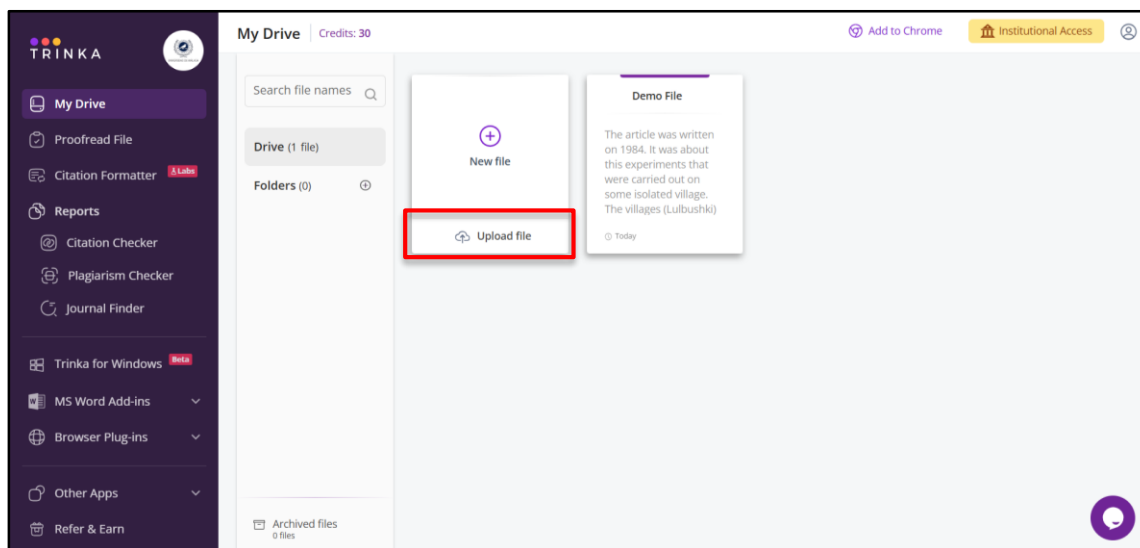 TRINKA
My Drive
Proofread File
Citation Formatter Labs
Reports
Citation Checker
Plagiarism Checker
Journal Finder
Trinka for Windows Beta
MS Word Add-ins
Browser Plug-ins
Other Apps
Refer & Earn
My Drive Credits: 30
Add to Chrome
Institutional Access
Search file names
Drive (1 file)
Folders (0)
Archived files
0 files
New file
Upload file
Demo File
The article was written
on 1984. It was about
this experiments that
were carried out on
some isolated village.
The villages (Lulbushki)
Today